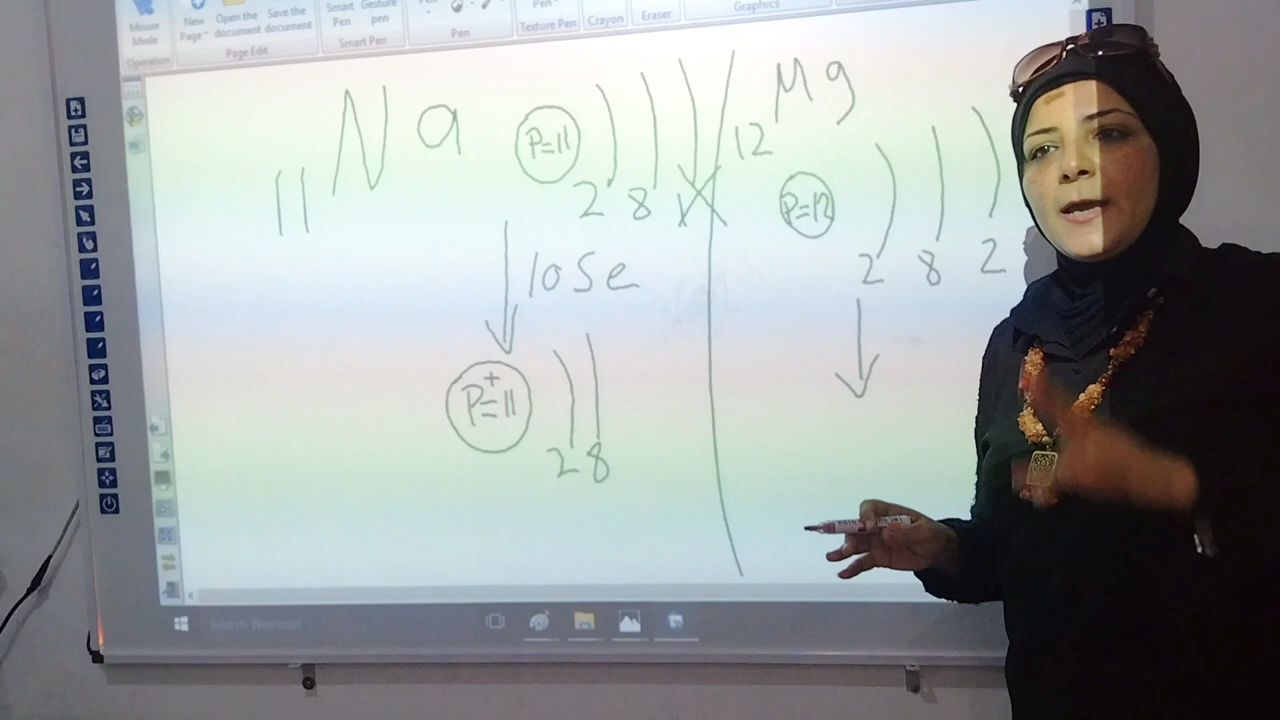 Mouse Mode
New Page
Open the document
Save the document
Smart Pen
Gesture pen
Pen
Texture Pen
Crayon
Eraser
Graphics
Operation
Page Edit
Smart Pen
Pen
11 Na P=11 2 8 1
12 Mg P=12 2 8 2
lose
P=11 + 2 8
Search Windows